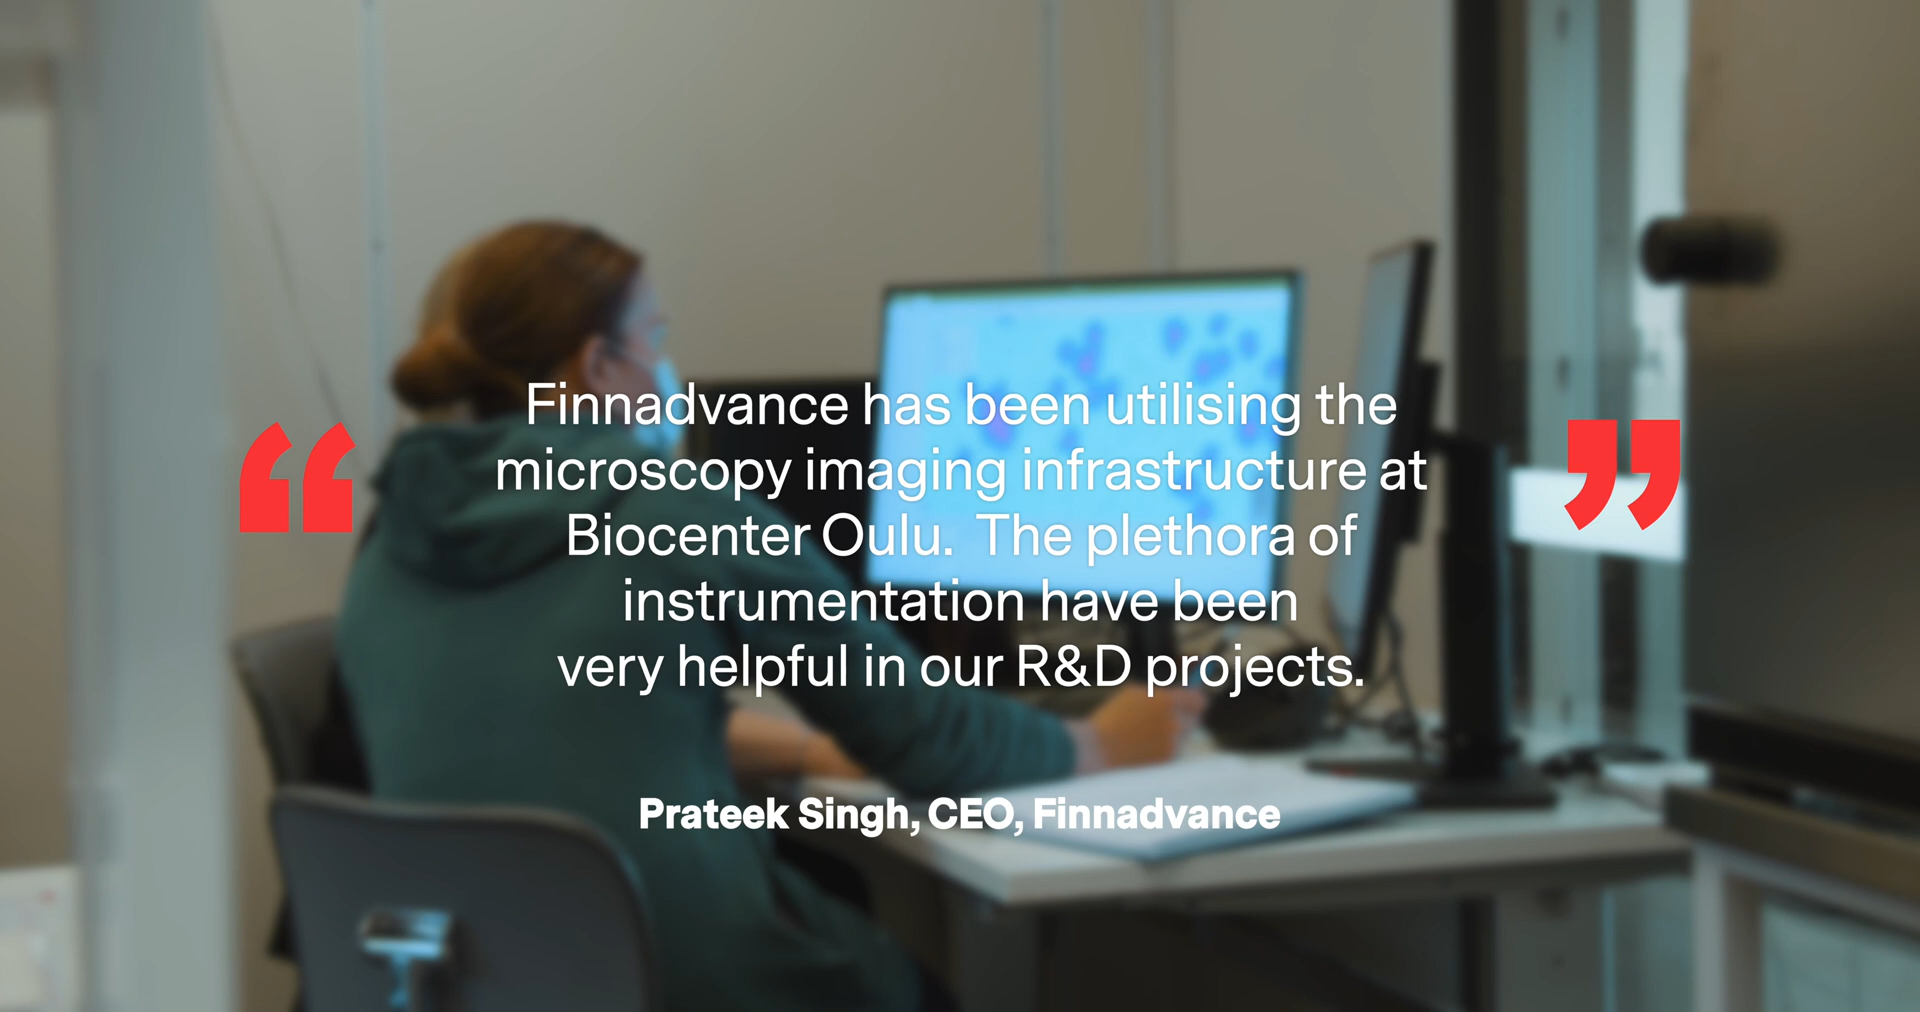 Finnadvance has been utilising the
microscopy imaging infrastructure at
Biocenter Oulu.  The plethora of
instrumentation have been
very helpful in our R&D projects.
“ ”
Prateek Singh, CEO, Finnadvance